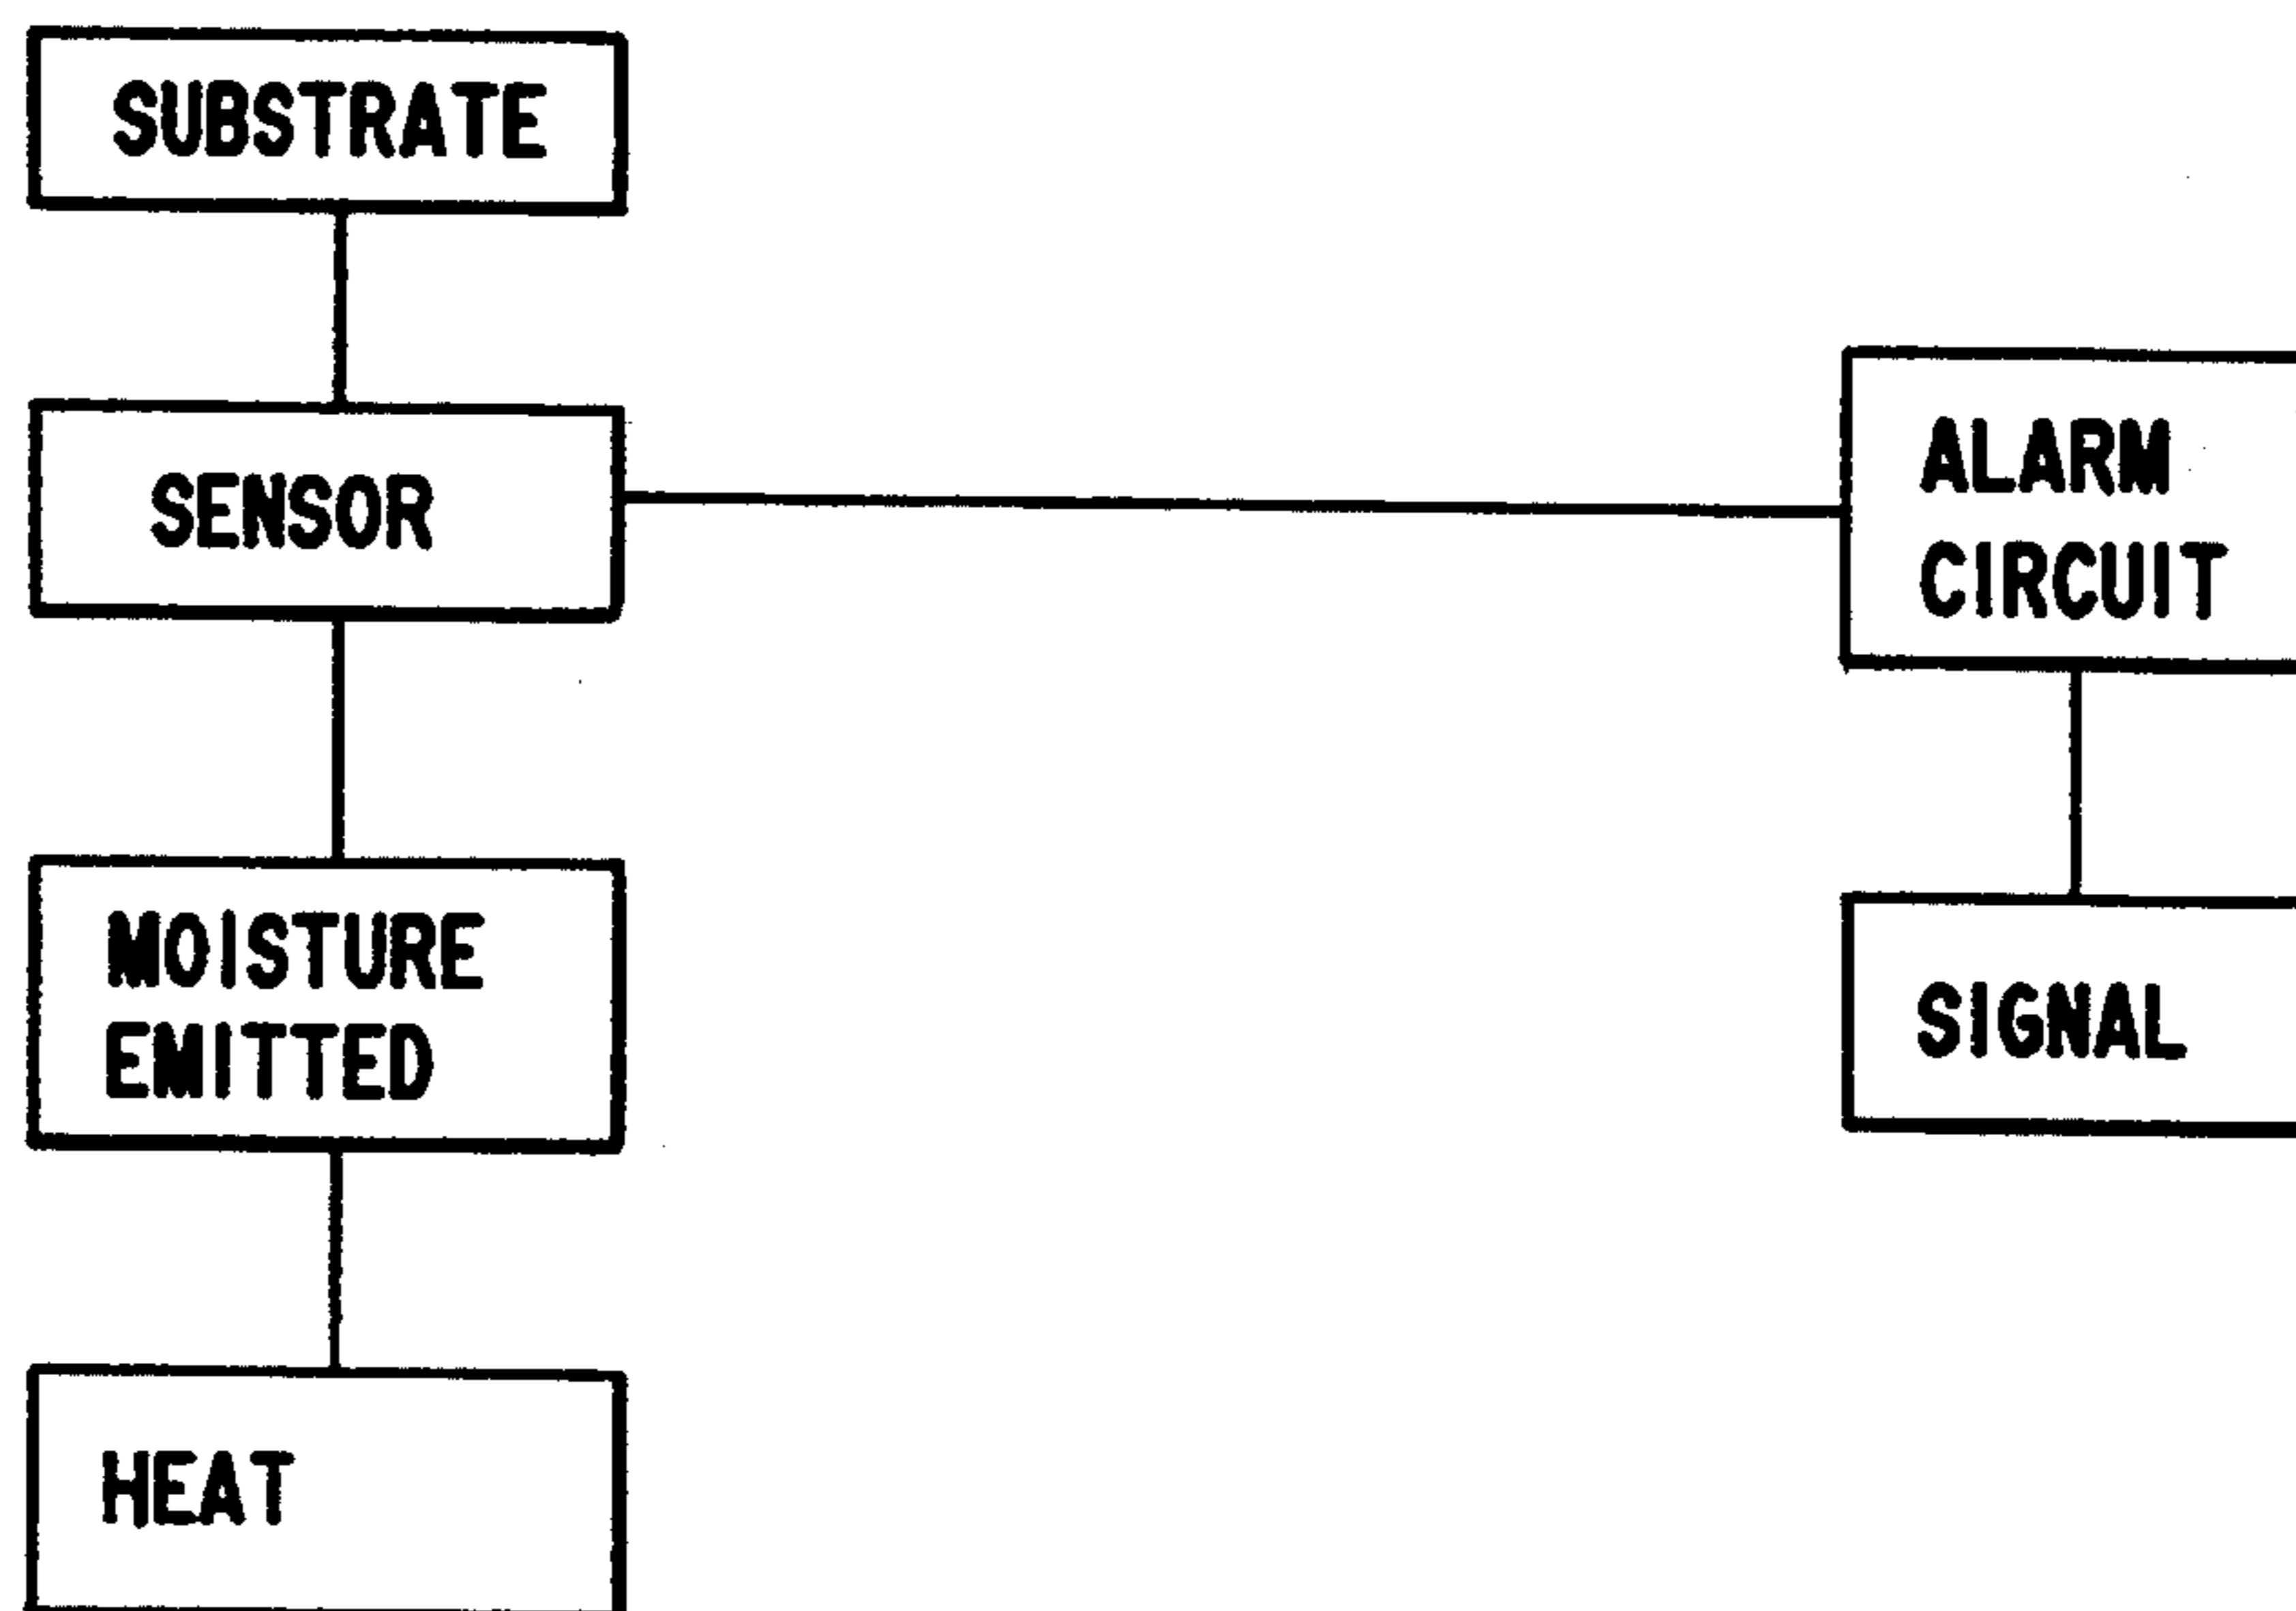 SUBSTRATE
SENSOR
ALARM
CIRCUIT
MOISTURE
EMITTED
SIGNAL
HEAT